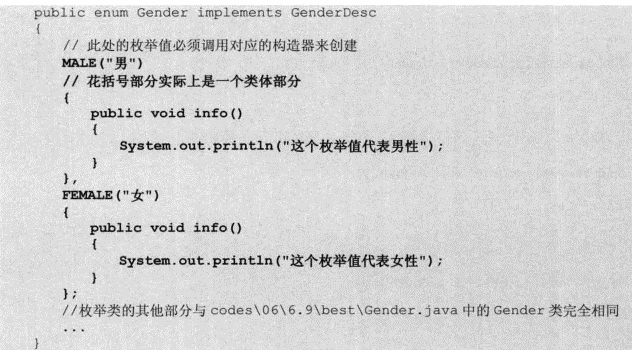 public enum Gender implements GenderDesc
{
// 此处的枚举值必须调用对应的构造器来创建
MALE("男")
// 花括号部分实际上是一个类体部分
{
public void info()
{
System.out.println("这个枚举值代表男性");
}
},
FEMALE("女")
{
public void info()
{
System.out.println("这个枚举值代表女性");
}
};
//枚举类的其他部分与 codes\06\6.9\best\Gender.java 中的 Gender 类完全相同
...
}